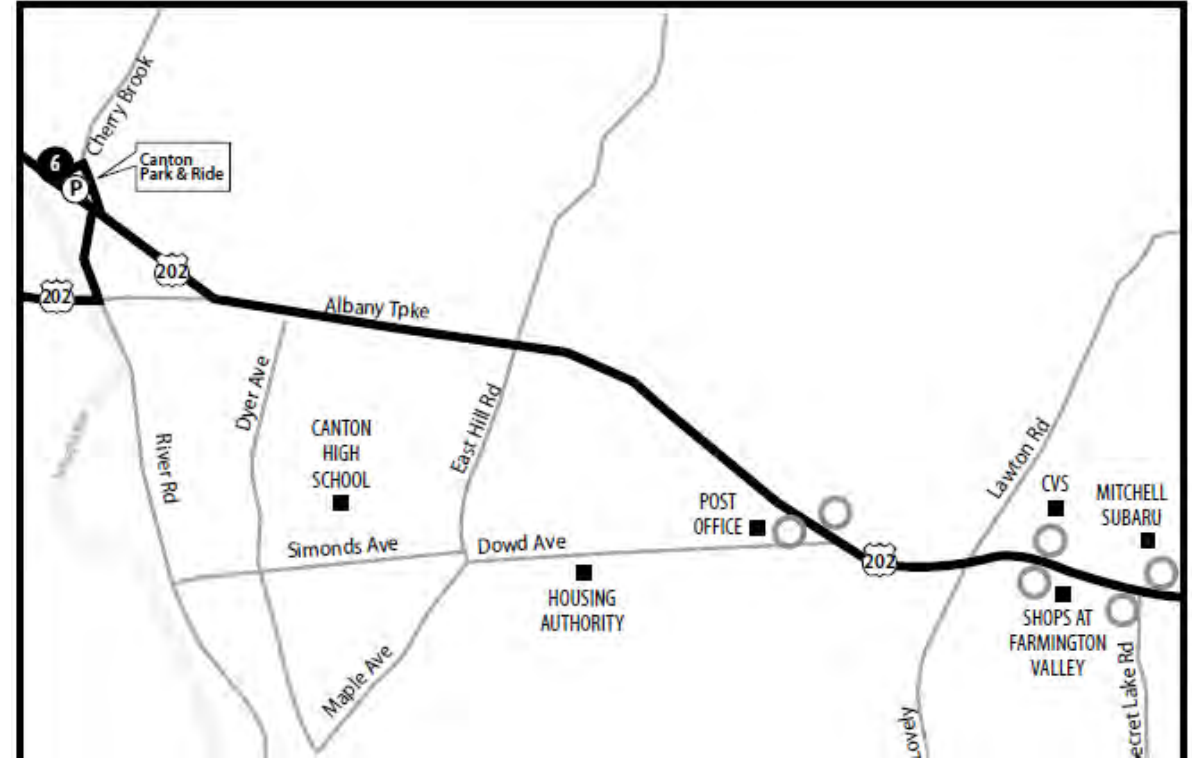 Cherry Brook
6
P
Canton
Park & Ride
202
202
Albany Tpke
Dyer Ave
East Hill Rd
River Rd
CANTON
HIGH
SCHOOL
Simonds Ave
Dowd Ave
HOUSING
AUTHORITY
Maple Ave
POST
OFFICE
202
Lawton Rd
CVS
MITCHELL
SUBARU
SHOPS AT
FARMINGTON
VALLEY
Lovely
ecret Lake Rd